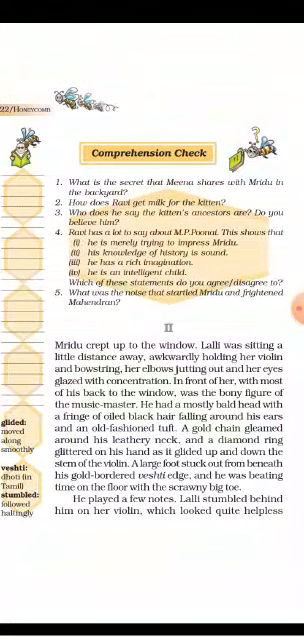 22/HONEYCOMB
Comprehension Check
1. What is the secret that Meena shares with Mridu in
the backyard?
2. How does Ravi get milk for the kitten?
3. Who does he say the kitten's ancestors are? Do you
believe him?
4. Ravi has a lot to say about M.P.Poonai. This shows that
(i) he is merely trying to impress Mridu.
(ii) his knowledge of history is sound.
(iii) he has a rich imagination.
(iv) he is an intelligent child.
Which of these statements do you agree/disagree to?
5. What was the noise that startled Mridu and frightened
Mahendran?
II
Mridu crept up to the window. Lalli was sitting a
little distance away, awkwardly holding her violin
and bowstring, her elbows jutting out and her eyes
glazed with concentration. In front of her, with most
of his back to the window, was the bony figure of
the music-master. He had a mostly bald head with
a fringe of oiled black hair falling around his ears
and an old-fashioned tuft. A gold chain gleamed
around his leathery neck, and a diamond ring
glittered on his hand as it glided up and down the
stem of the violin. A large foot stuck out from beneath
his gold-bordered veshti edge, and he was beating
time on the floor with the scrawny big toe.
He played a few notes. Lalli stumbled behind
him on her violin, which looked quite helpless
glided:
moved
along
smoothly
veshti:
dhoti (in
Tamil)
stumbled:
followed
haltingly